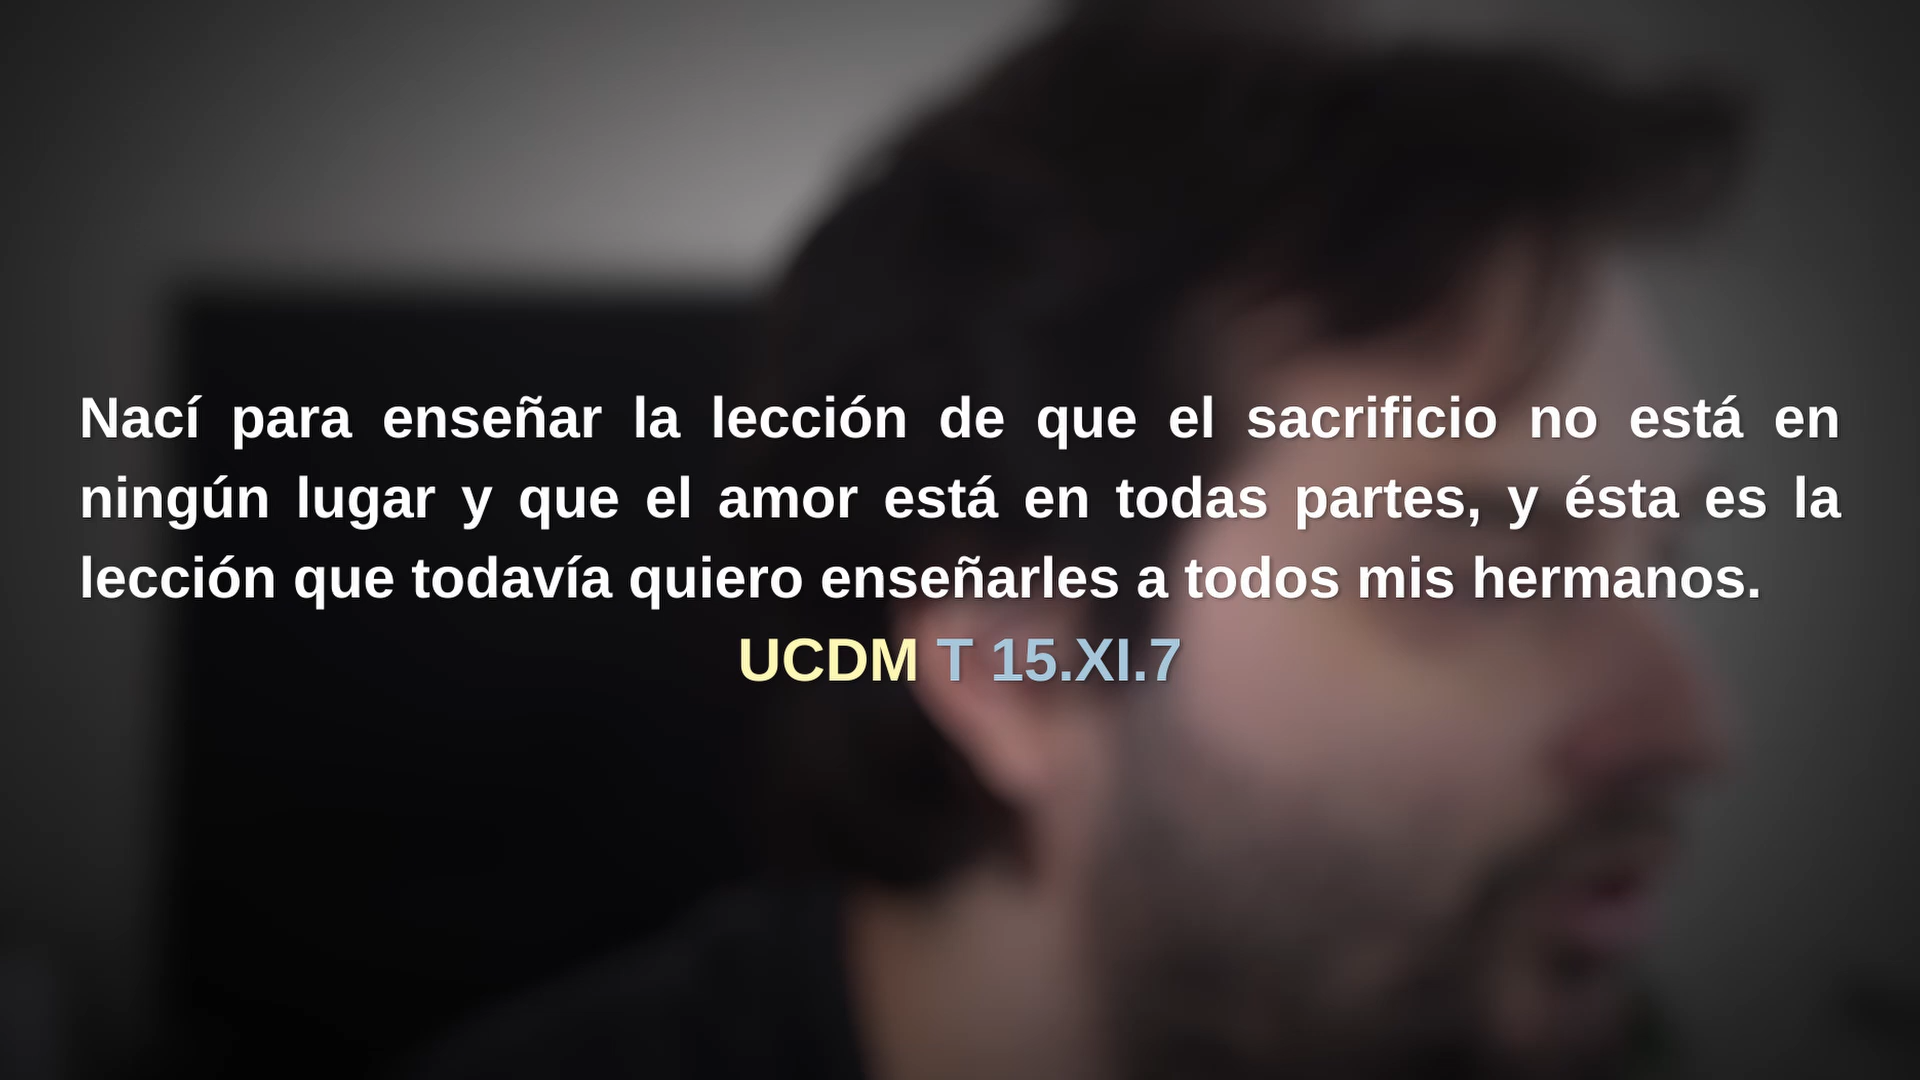 Nací para enseñar la lección de que el sacrificio no está en
ningún lugar y que el amor está en todas partes, y ésta es la
lección que todavía quiero enseñarles a todos mis hermanos.
UCDM T 15.XI.7